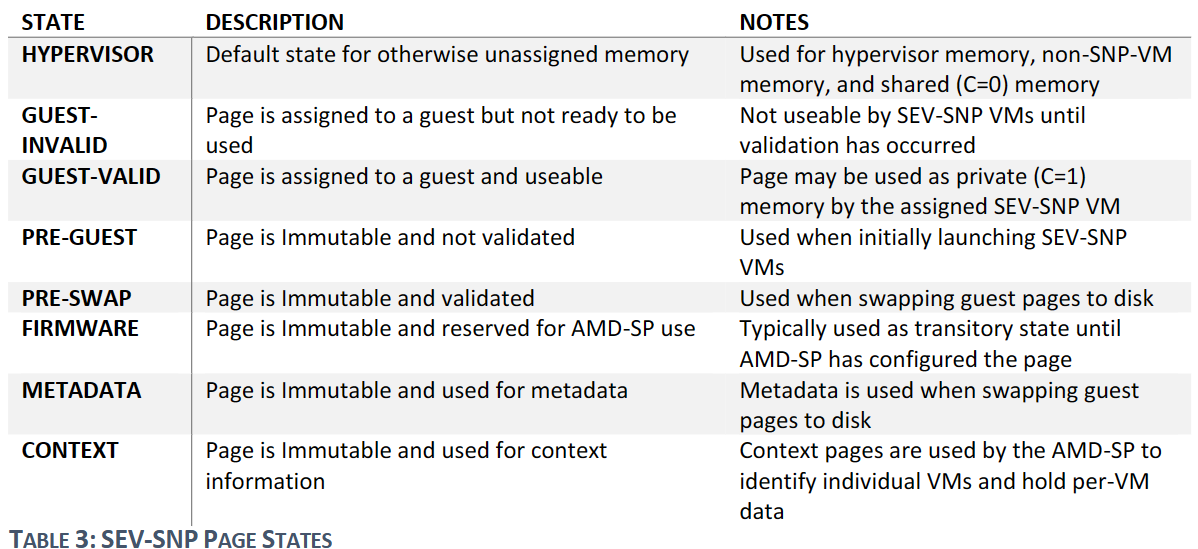 STATE DESCRIPTION NOTES
HYPERVISOR Default state for otherwise unassigned memory Used for hypervisor memory, non-SNP-VM
memory, and shared (C=0) memory
GUEST- Page is assigned to a guest but not ready to be Not useable by SEV-SNP VMs until
INVALID used validation has occurred
GUEST-VALID Page is assigned to a guest and useable Page may be used as private (C=1)
memory by the assigned SEV-SNP VM
PRE-GUEST Page is Immutable and not validated Used when initially launching SEV-SNP
VMs
PRE-SWAP Page is Immutable and validated Used when swapping guest pages to disk
FIRMWARE Page is Immutable and reserved for AMD-SP use Typically used as transitory state until
AMD-SP has configured the page
METADATA Page is Immutable and used for metadata Metadata is used when swapping guest
pages to disk
CONTEXT Page is Immutable and used for context Context pages are used by the AMD-SP to
information identify individual VMs and hold per-VM
data
TABLE 3: SEV-SNP PAGE STATES